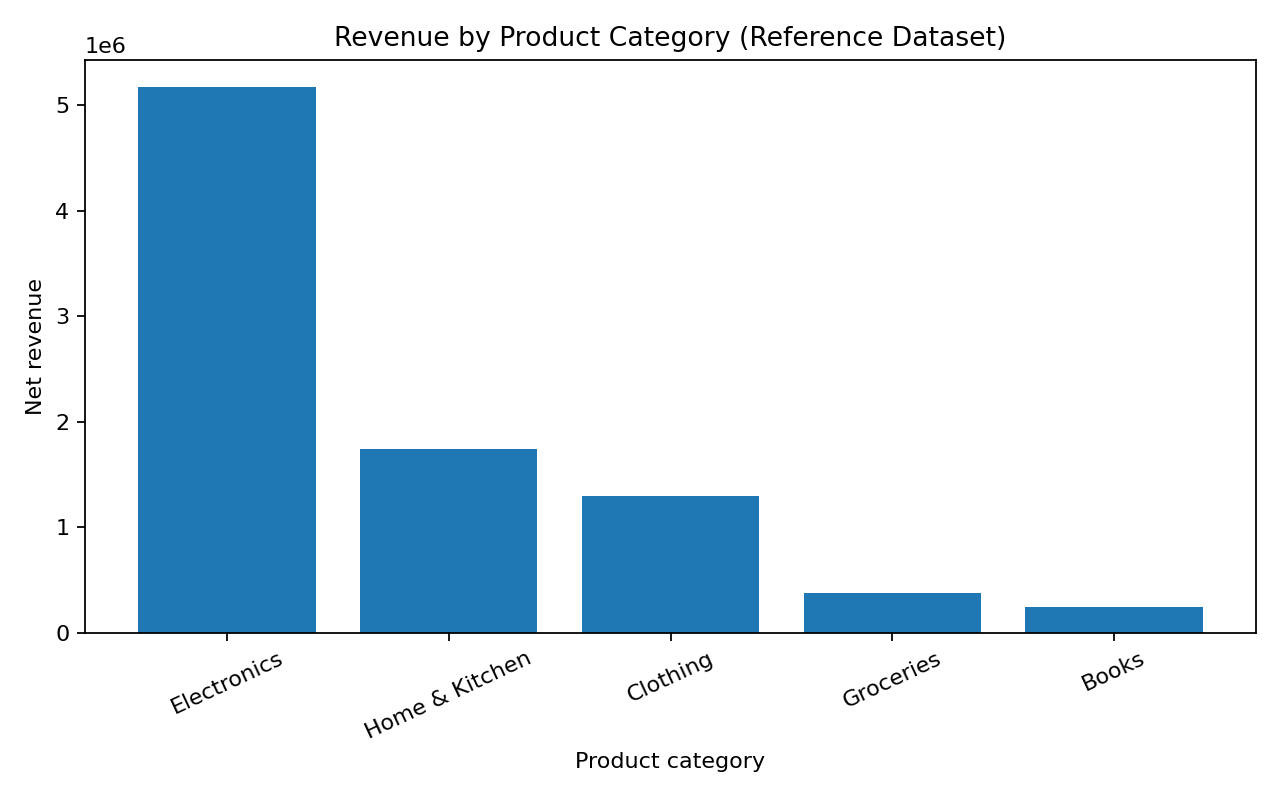 Revenue by Product Category (Reference Dataset)
1e6
5
4
3
2
1
0
Net revenue
Electronics
Home & Kitchen
Clothing
Groceries
Books
Product category